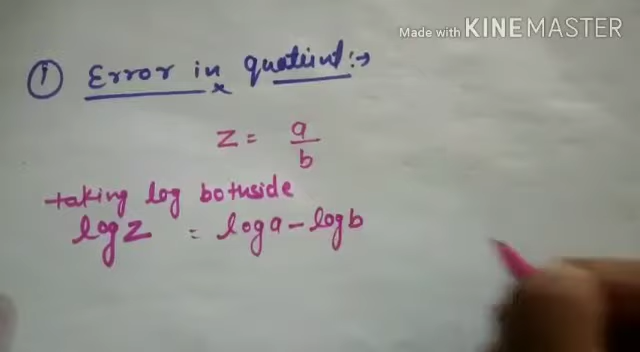 Made with KINEMASTER
① Error in quotient :→
z = a/b
taking log bothside
log z = log a - log b